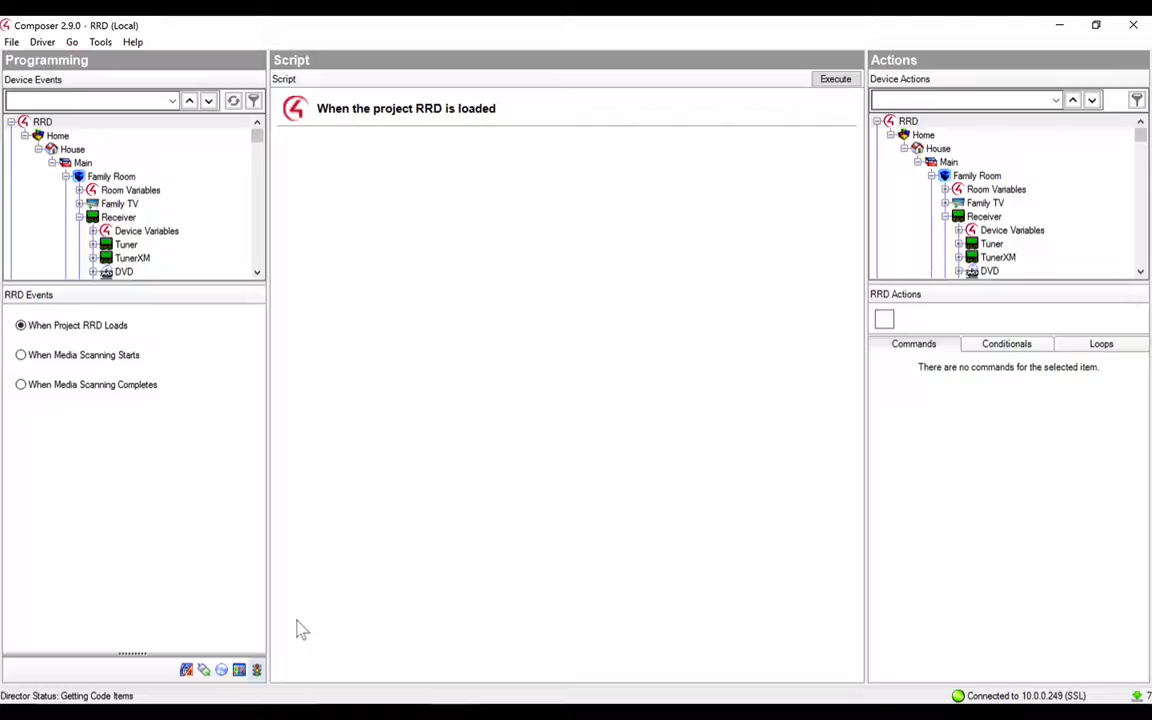 Composer 2.9.0 - RRD (Local)
File Driver Go Tools Help
Programming
Device Events
RRD
Home
House
Main
Family Room
Room Variables
Family TV
Receiver
Device Variables
Tuner
TunerXM
DVD
RRD Events
When Project RRD Loads
When Media Scanning Starts
When Media Scanning Completes
Script
Script Execute
When the project RRD is loaded
Actions
Device Actions
RRD
Home
House
Main
Family Room
Room Variables
Family TV
Receiver
Device Variables
Tuner
TunerXM
DVD
RRD Actions
Commands Conditionals Loops
There are no commands for the selected item.
Director Status: Getting Code Items
Connected to 10.0.0.249 (SSL)
7